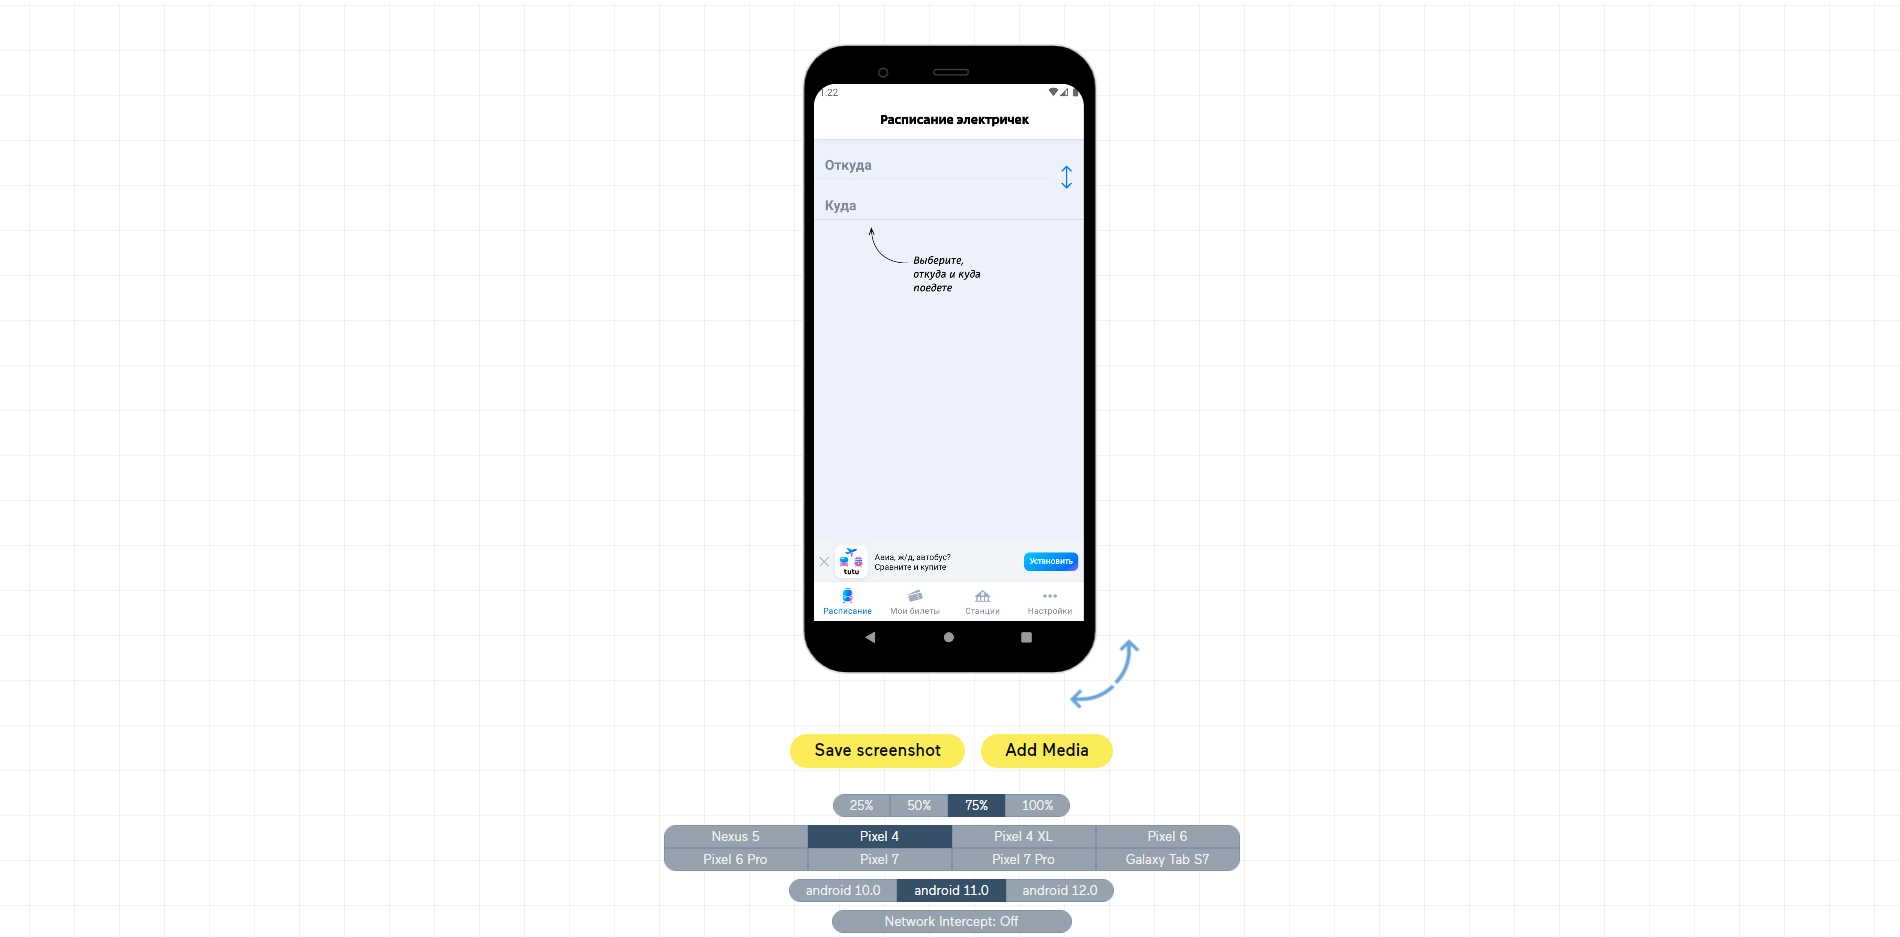 1:22
Расписание электричек
Откуда
Куда
Выберите,
откуда и куда
поедете
tutu
Авиа, ж/д, автобус?
Сравните и купите
Установить
Расписание
Мои билеты
Станции
Настройки
Save screenshot
Add Media
25%
50%
75%
100%
Nexus 5
Pixel 4
Pixel 4 XL
Pixel 6
Pixel 6 Pro
Pixel 7
Pixel 7 Pro
Galaxy Tab S7
android 10.0
android 11.0
android 12.0
Network Intercept: Off